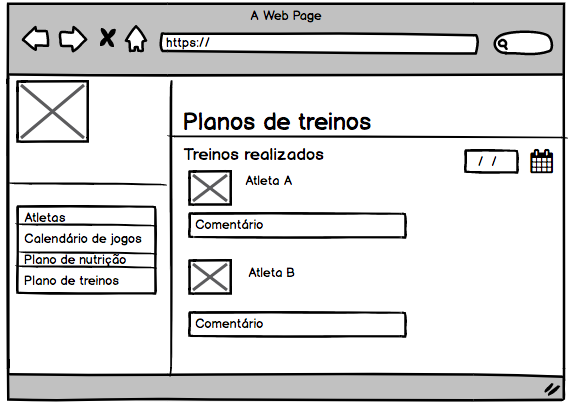 A Web Page
https://
Planos de treinos
Treinos realizados
/ /
Atleta A
Comentário
Atleta B
Comentário
Atletas
Calendário de jogos
Plano de nutrição
Plano de treinos